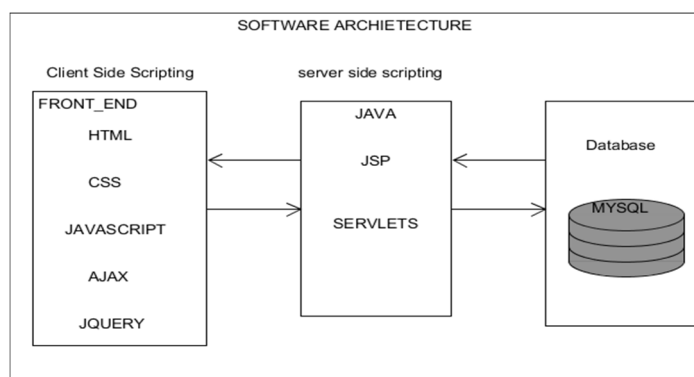 SOFTWARE ARCHIETECTURE
Client Side Scripting
FRONT_END
HTML
CSS
JAVASCRIPT
AJAX
JQUERY
server side scripting
JAVA
JSP
SERVLETS
Database
MYSQL